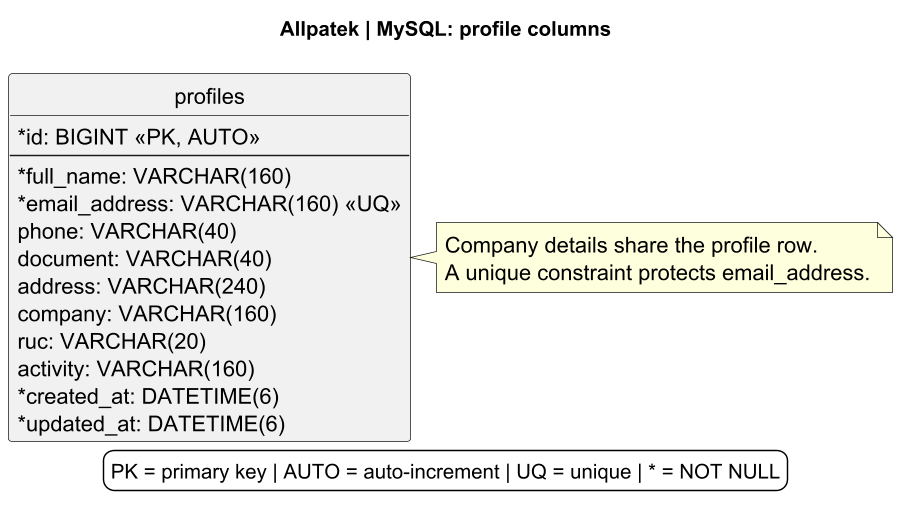 Allpatek | MySQL: profile columns
profiles
*id: BIGINT «PK, AUTO»
*full_name: VARCHAR(160)
*email_address: VARCHAR(160) «UQ»
phone: VARCHAR(40)
document: VARCHAR(40)
address: VARCHAR(240)
company: VARCHAR(160)
ruc: VARCHAR(20)
activity: VARCHAR(160)
*created_at: DATETIME(6)
*updated_at: DATETIME(6)
Company details share the profile row.
A unique constraint protects email_address.
PK = primary key | AUTO = auto-increment | UQ = unique | * = NOT NULL